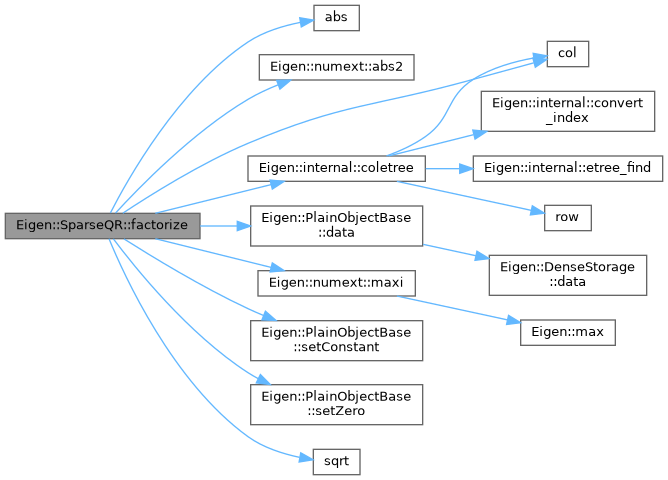 abs
Eigen::numext::abs2
col
Eigen::internal::convert
_index
Eigen::internal::coletree
Eigen::internal::etree_find
Eigen::SparseQR::factorize
Eigen::PlainObjectBase
::data
row
Eigen::DenseStorage
::data
Eigen::numext::maxi
Eigen::max
Eigen::PlainObjectBase
::setConstant
Eigen::PlainObjectBase
::setZero
sqrt